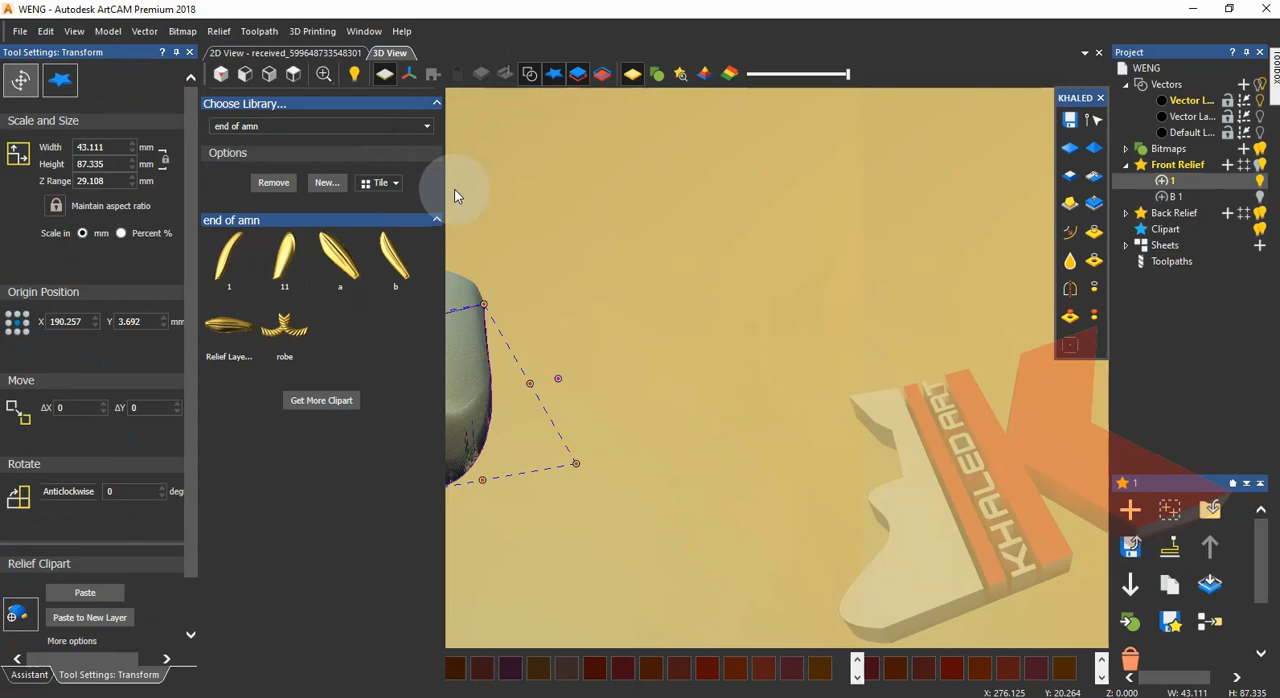 WENG - Autodesk ArtCAM Premium 2018
File Edit View Model Vector Bitmap Relief Toolpath 3D Printing Window Help
Tool Settings: Transform ?
2D View - received_599648733548301
3D View
Project ?
WENG
Toolbox
Vectors
Vector L...
Vector La...
Default L...
Bitmaps
Front Relief
1
B 1
Back Relief
Clipart
Sheets
Toolpaths
Scale and Size
Width 43.111 mm
Height 87.335 mm
Z Range 29.108 mm
Maintain aspect ratio
Scale in mm Percent %
Origin Position
X 190.257 Y 3.692 mm
Move
ΔX 0 ΔY 0
Rotate
Anticlockwise 0 deg
Relief Clipart
Paste
Paste to New Layer
More options
Assistant
Tool Settings: Transform
Choose Library...
end of amn
Options
Remove New... Tile
end of amn
1 11 a b
Relief Laye... robe
Get More Clipart
KHALED
KHALED ART
1
X: 276.125 Y: 20.264 Z: 0.000 W: 43.111 H: 87.335